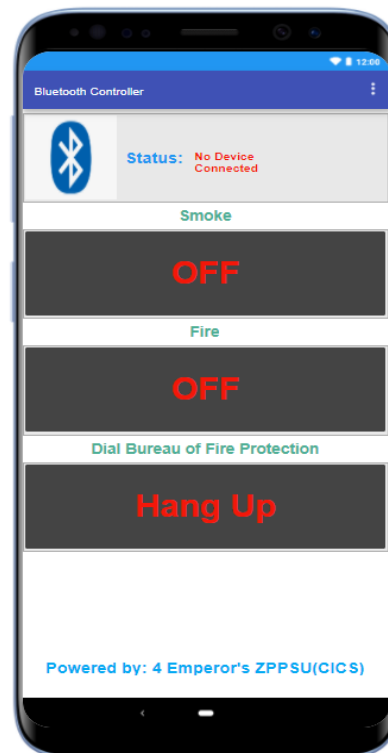 12:00
Bluetooth Controller
Status: No Device
Connected
Smoke
OFF
Fire
OFF
Dial Bureau of Fire Protection
Hang Up
Powered by: 4 Emperor's ZPPSU(CICS)